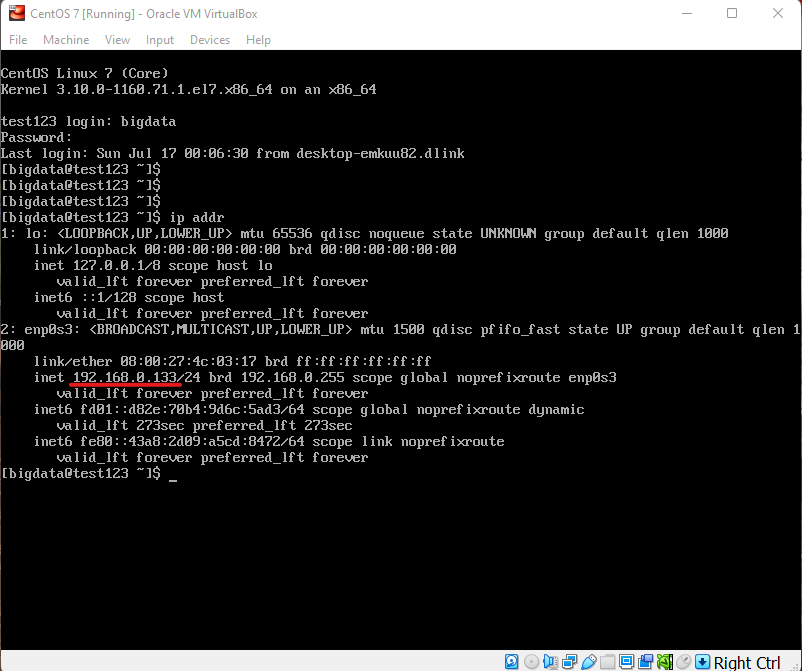 CentOS 7 [Running] - Oracle VM VirtualBox
File Machine View Input Devices Help
CentOS Linux 7 (Core)
Kernel 3.10.0-1160.71.1.el7.x86_64 on an x86_64
test123 login: bigdata
Password:
Last login: Sun Jul 17 00:06:30 from desktop-emkuu82.dlink
[bigdata@test123 ~]$
[bigdata@test123 ~]$
[bigdata@test123 ~]$
[bigdata@test123 ~]$ ip addr
1: lo: <LOOPBACK,UP,LOWER_UP> mtu 65536 qdisc noqueue state UNKNOWN group default qlen 1000
    link/loopback 00:00:00:00:00:00 brd 00:00:00:00:00:00
    inet 127.0.0.1/8 scope host lo
       valid_lft forever preferred_lft forever
    inet6 ::1/128 scope host
       valid_lft forever preferred_lft forever
2: enp0s3: <BROADCAST,MULTICAST,UP,LOWER_UP> mtu 1500 qdisc pfifo_fast state UP group default qlen 1
000
    link/ether 08:00:27:4c:03:17 brd ff:ff:ff:ff:ff:ff
    inet 192.168.0.133/24 brd 192.168.0.255 scope global noprefixroute enp0s3
       valid_lft forever preferred_lft forever
    inet6 fd01::d82e:70b4:9d6c:5ad3/64 scope global noprefixroute dynamic
       valid_lft 273sec preferred_lft 273sec
    inet6 fe80::43a8:2d09:a5cd:8472/64 scope link noprefixroute
       valid_lft forever preferred_lft forever
[bigdata@test123 ~]$ _
Right Ctrl